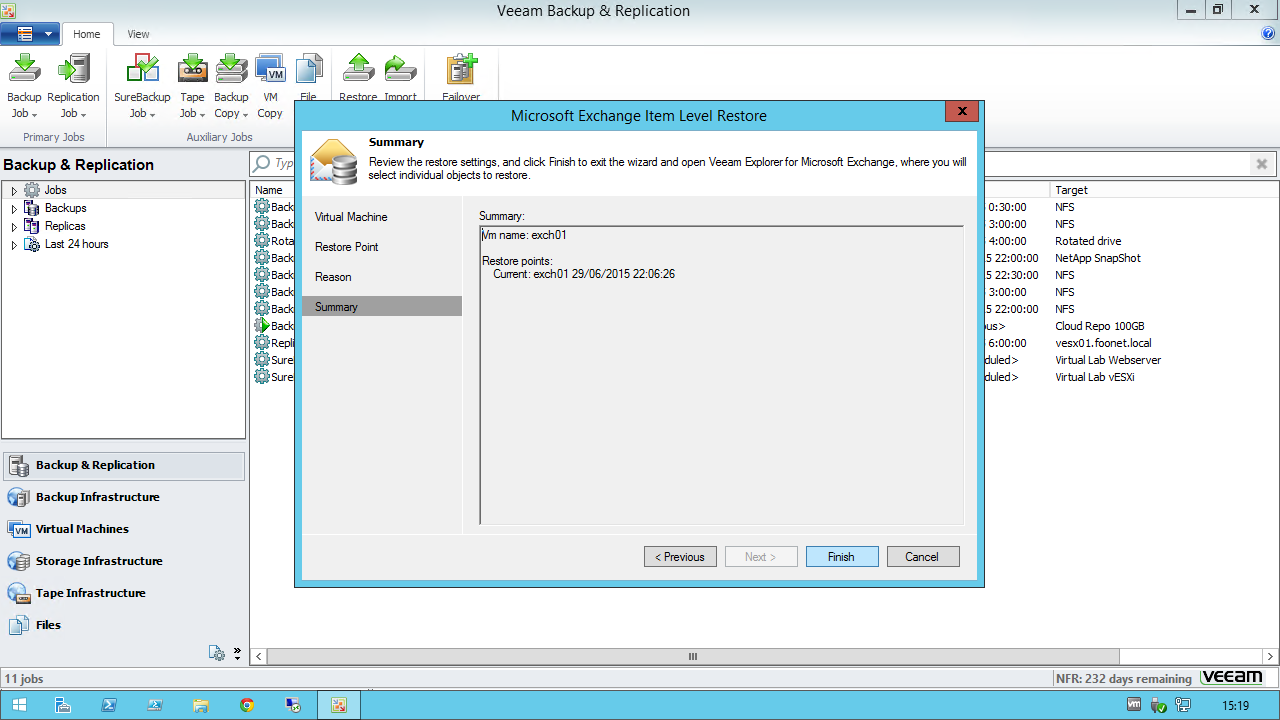 Veeam Backup & Replication
Home
View
Backup Job
Replication Job
SureBackup Job
Tape Job
Backup Copy
VM Copy
File
Restore
Import
Failover
Primary Jobs
Auxiliary Jobs
Backup & Replication
Jobs
Backups
Replicas
Last 24 hours
Backup & Replication
Backup Infrastructure
Virtual Machines
Storage Infrastructure
Tape Infrastructure
Files
Typ
Name
Target
Back 0:30:00 NFS
Back 3:00:00 NFS
Rota 4:00:00 Rotated drive
Back 5 22:00:00 NetApp SnapShot
Back 5 22:30:00 NFS
Back 3:00:00 NFS
Back 5 22:00:00 NFS
Back ous> Cloud Repo 100GB
Repli 6:00:00 vesx01.foonet.local
Sure duled> Virtual Lab Webserver
Sure duled> Virtual Lab vESXi
Microsoft Exchange Item Level Restore
Summary
Review the restore settings, and click Finish to exit the wizard and open Veeam Explorer for Microsoft Exchange, where you will
select individual objects to restore.
Virtual Machine
Restore Point
Reason
Summary
Summary:
Vm name: exch01
Restore points:
Current: exch01 29/06/2015 22:06:26
< Previous
Next >
Finish
Cancel
11 jobs
NFR: 232 days remaining
veeam
15:19